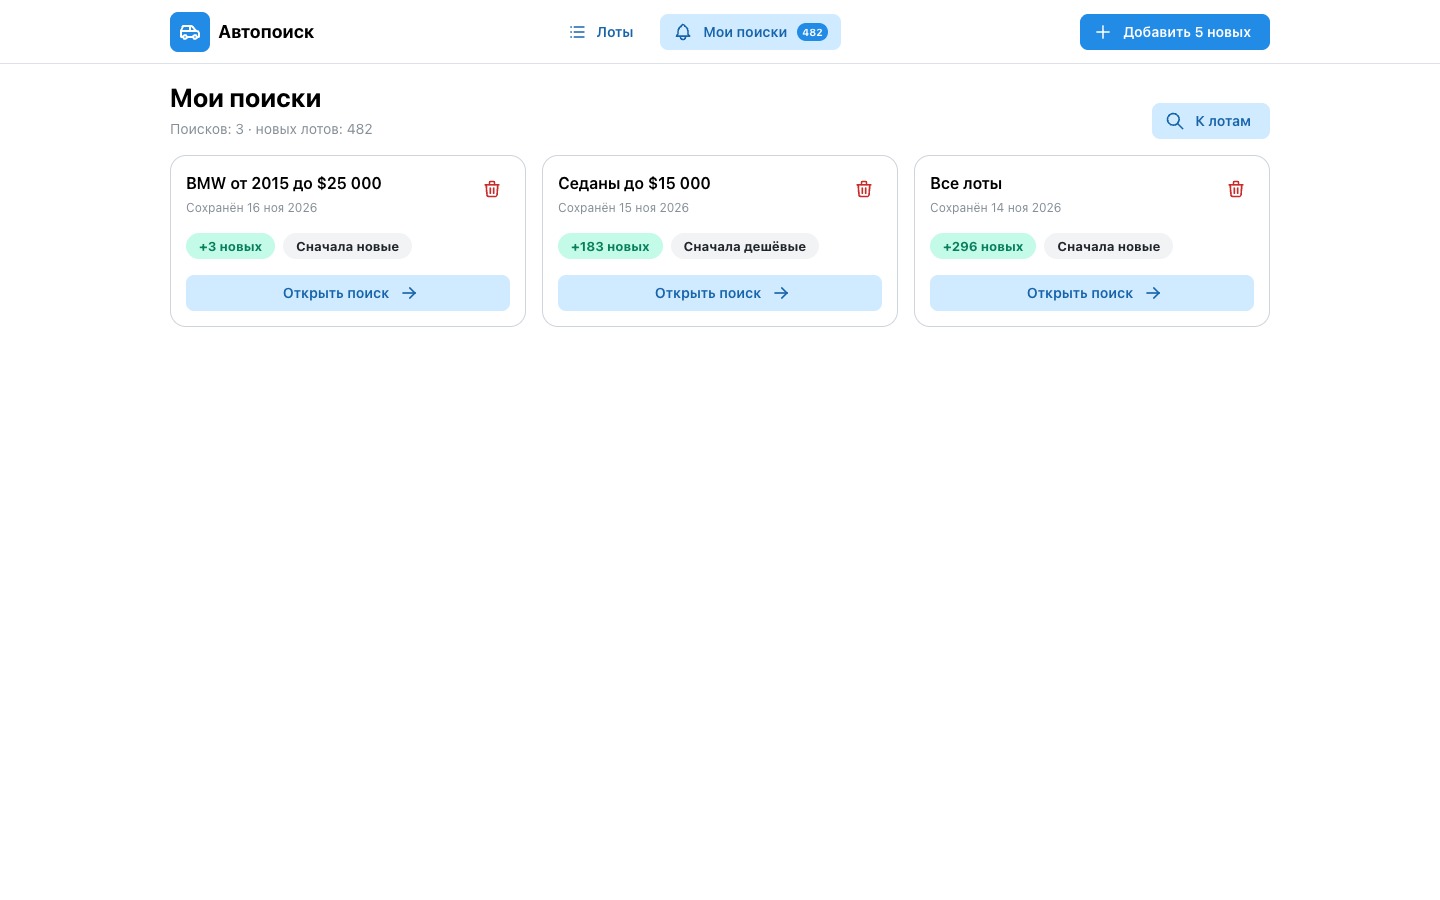 Автопоиск
Лоты
Мои поиски 482
Добавить 5 новых
Мои поиски
Поисков: 3 · новых лотов: 482
К лотам
BMW от 2015 до $25 000
Сохранён 16 ноя 2026
+3 новых
Сначала новые
Открыть поиск
Седаны до $15 000
Сохранён 15 ноя 2026
+183 новых
Сначала дешёвые
Открыть поиск
Все лоты
Сохранён 14 ноя 2026
+296 новых
Сначала новые
Открыть поиск